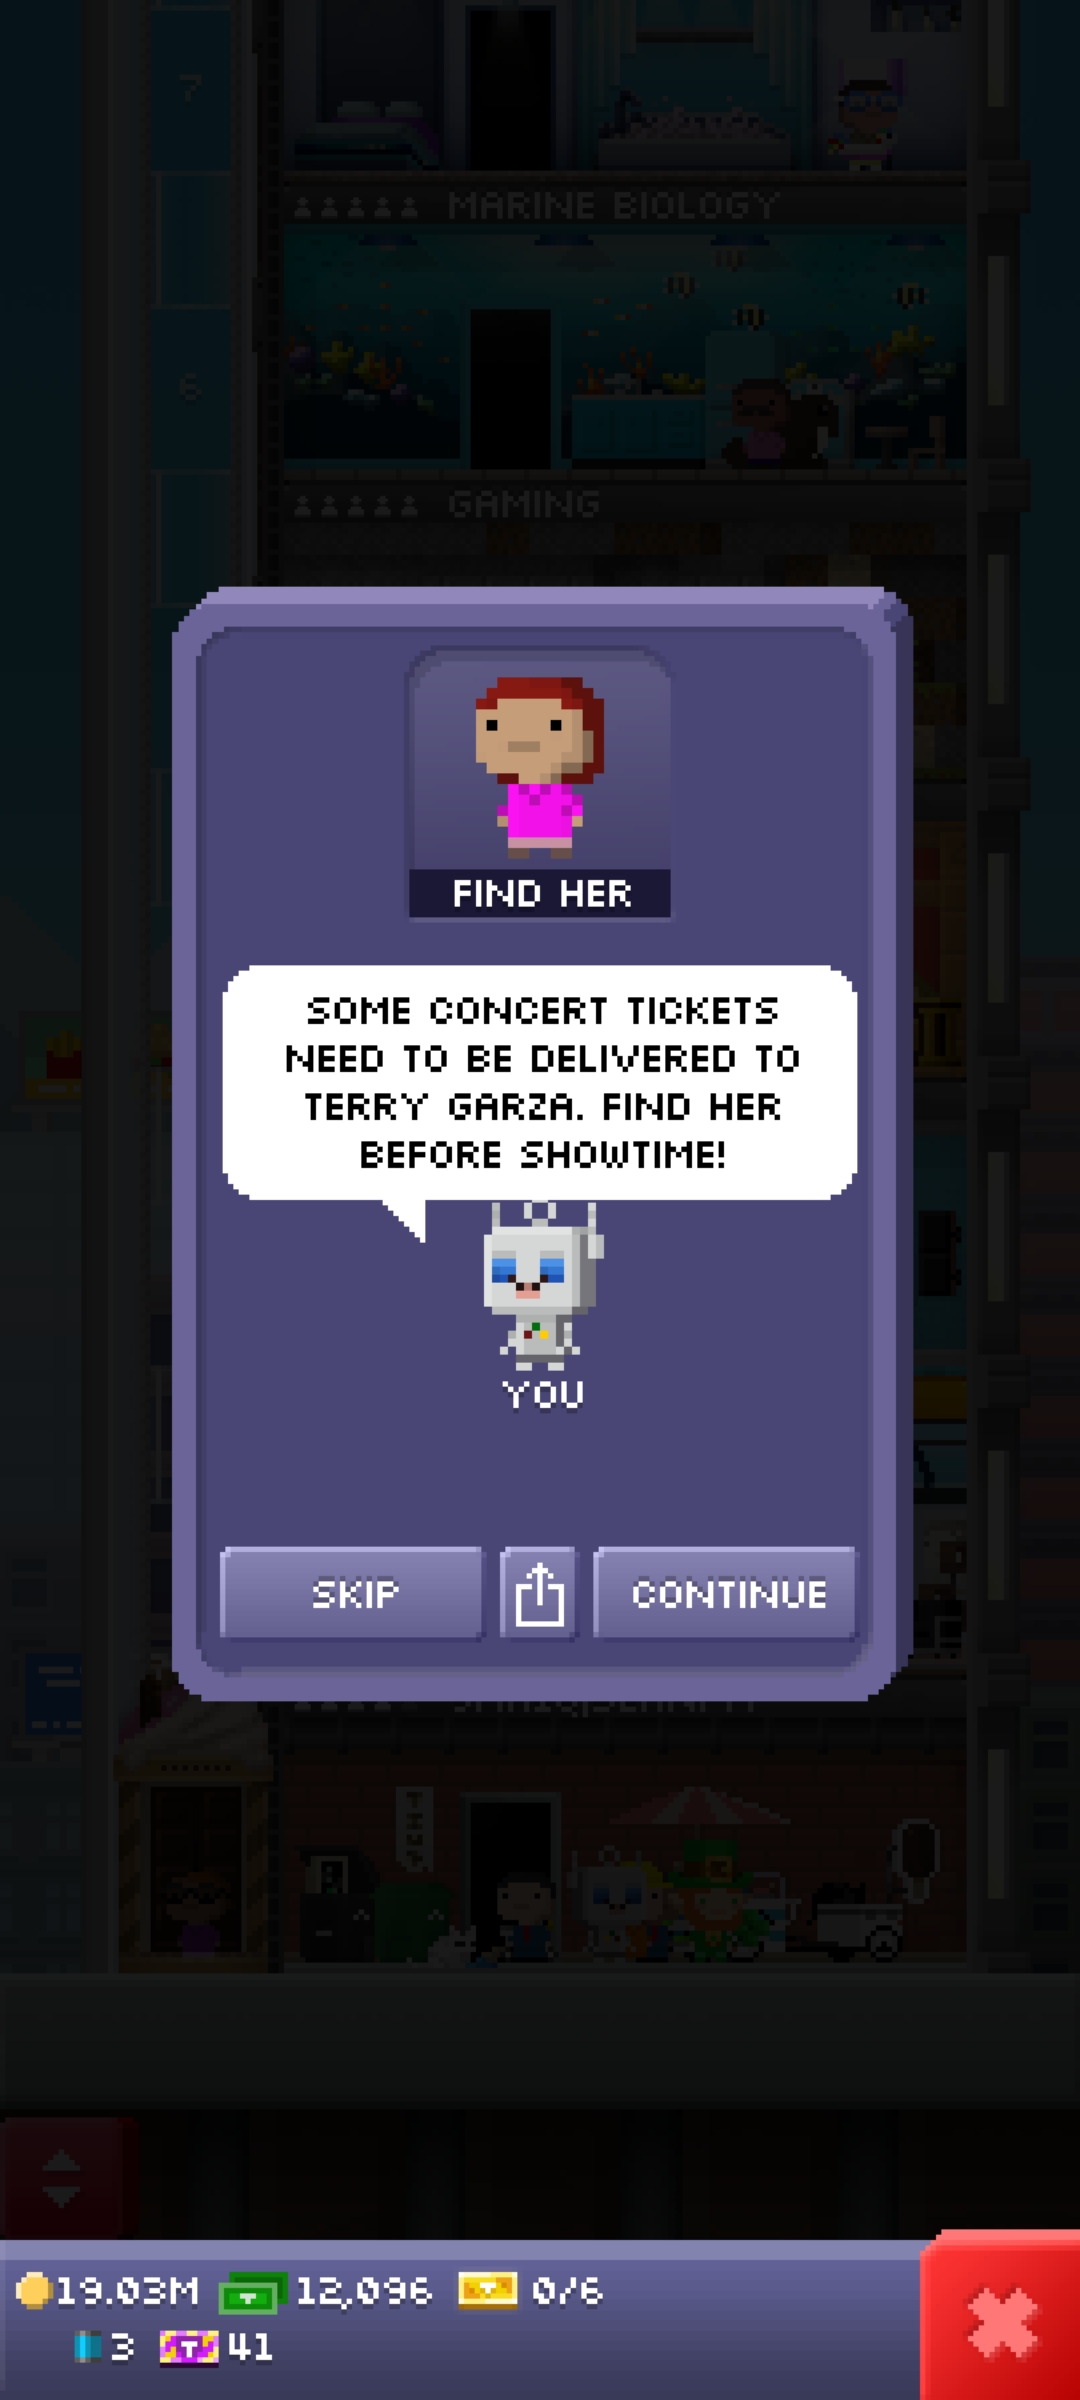 7
MARINE BIOLOGY
6
GAMING
FIND HER
SOME CONCERT TICKETS
NEED TO BE DELIVERED TO
TERRY GARZA. FIND HER
BEFORE SHOWTIME!
YOU
SKIP
CONTINUE
19.03M
12,096
0/6
3
41